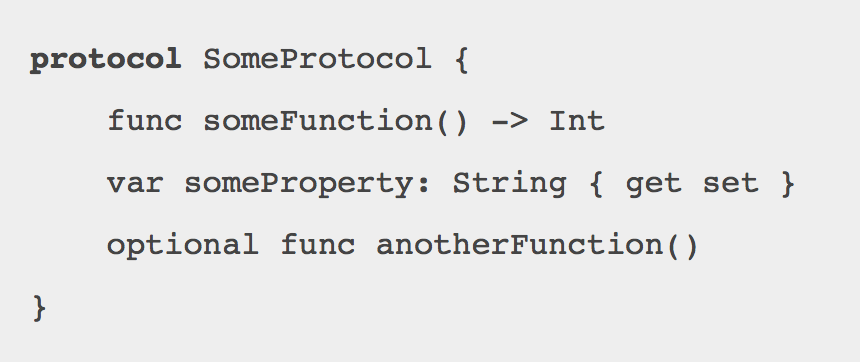 protocol SomeProtocol {
    func someFunction() -> Int
    var someProperty: String { get set }
    optional func anotherFunction()
}